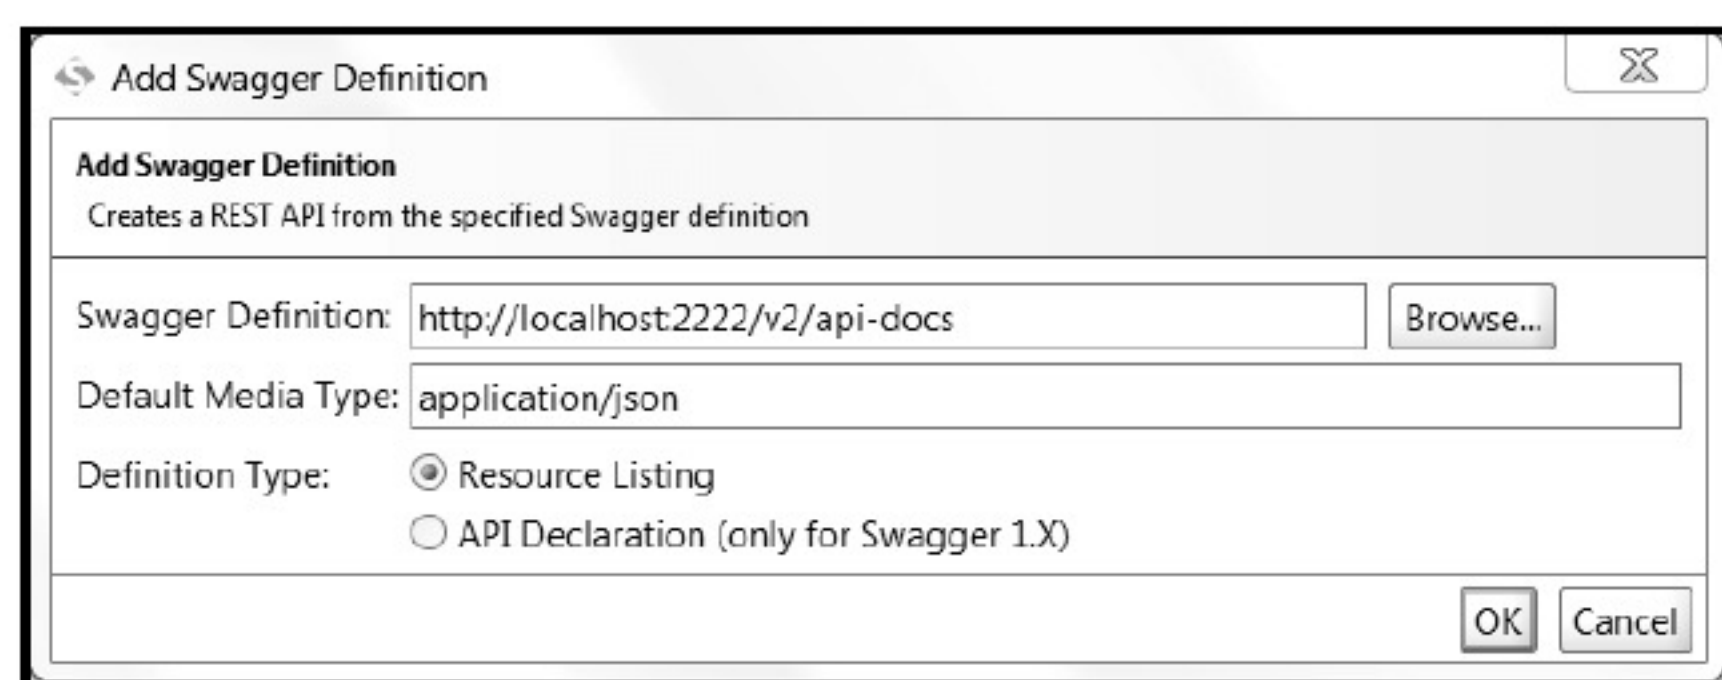 Add Swagger Definition
Add Swagger Definition
Creates a REST API from the specified Swagger definition
Swagger Definition: http://localhost:2222/v2/api-docs Browse...
Default Media Type: application/json
Definition Type: Resource Listing
API Declaration (only for Swagger 1.X)
OK Cancel